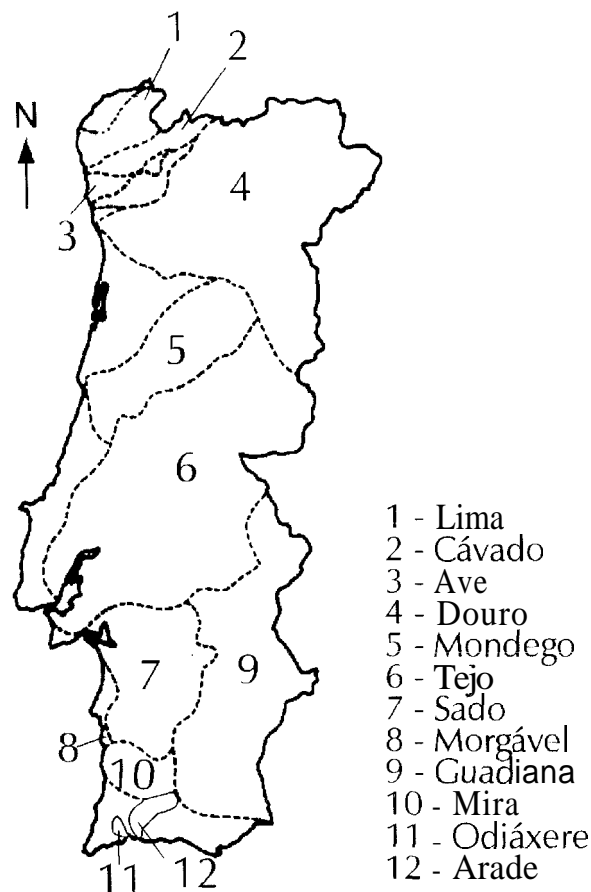 1
2
N
4
3
5
6
7
9
8
10
11
12
1 - Lima
2 - Cávado
3 - Ave
4 - Douro
5 - Mondego
6 - Tejo
7 - Sado
8 - Morgável
9 - Guadiana
10 - Mira
11 - Odiáxere
12 - Arade